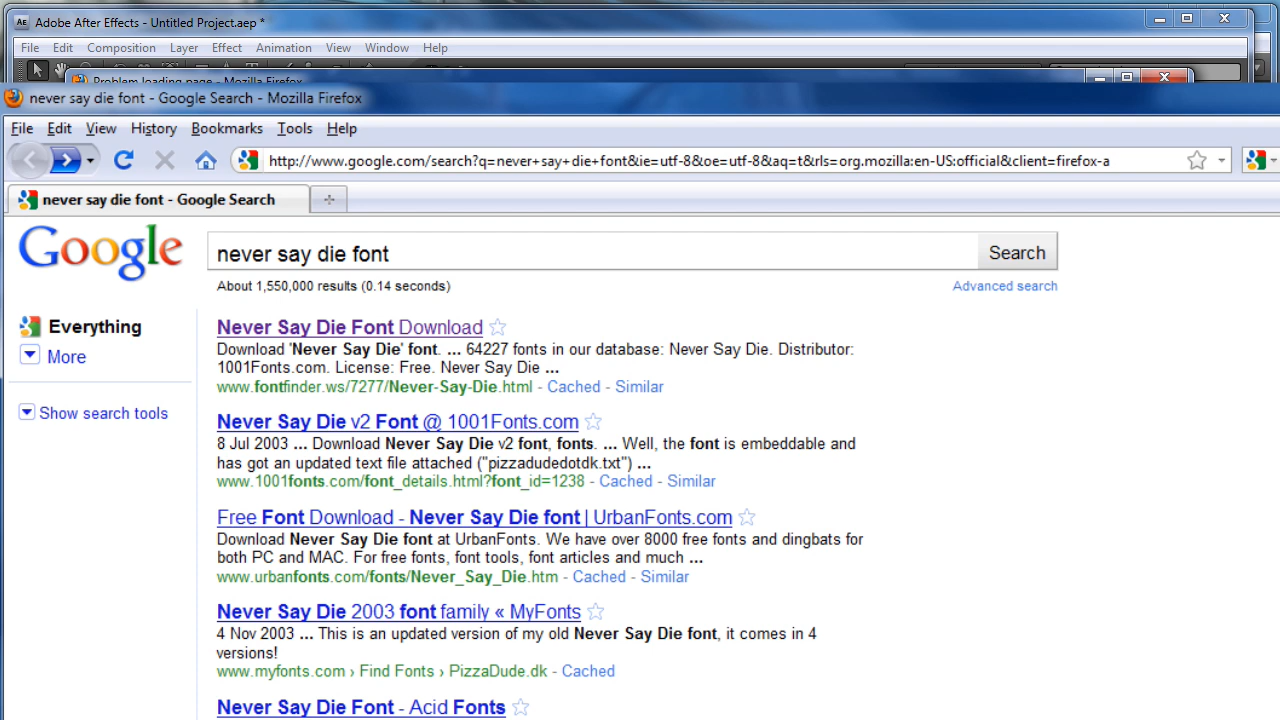 Adobe After Effects - Untitled Project.aep *
File Edit Composition Layer Effect Animation View Window Help
Problem loading page - Mozilla Firefox
never say die font - Google Search - Mozilla Firefox
File Edit View History Bookmarks Tools Help
http://www.google.com/search?q=never+say+die+font&ie=utf-8&oe=utf-8&aq=t&rls=org.mozilla:en-US:official&client=firefox-a
never say die font - Google Search
Google
never say die font
Search
About 1,550,000 results (0.14 seconds)
Advanced search
Everything
More
Show search tools
Never Say Die Font Download
Download 'Never Say Die' font. ... 64227 fonts in our database: Never Say Die. Distributor:
1001Fonts.com. License: Free. Never Say Die ...
www.fontfinder.ws/7277/Never-Say-Die.html - Cached - Similar
Never Say Die v2 Font @ 1001Fonts.com
8 Jul 2003 ... Download Never Say Die v2 font, fonts. ... Well, the font is embeddable and
has got an updated text file attached ("pizzadudedotdk.txt") ...
www.1001fonts.com/font_details.html?font_id=1238 - Cached - Similar
Free Font Download - Never Say Die font | UrbanFonts.com
Download Never Say Die font at UrbanFonts. We have over 8000 free fonts and dingbats for
both PC and MAC. For free fonts, font tools, font articles and much ...
www.urbanfonts.com/fonts/Never_Say_Die.htm - Cached - Similar
Never Say Die 2003 font family « MyFonts
4 Nov 2003 ... This is an updated version of my old Never Say Die font, it comes in 4
versions!
www.myfonts.com › Find Fonts › PizzaDude.dk - Cached
Never Say Die Font - Acid Fonts